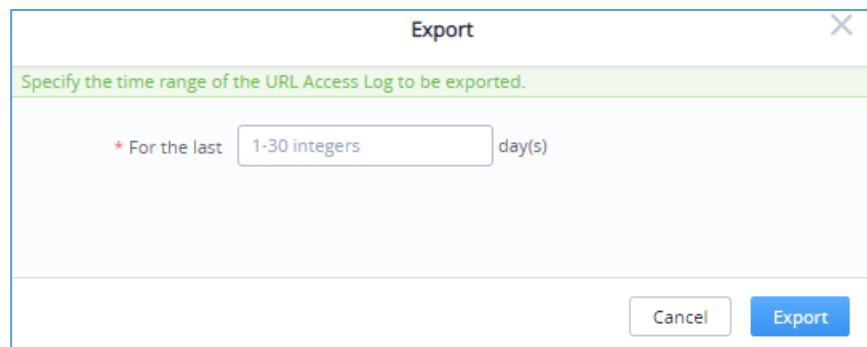 Export
Specify the time range of the URL Access Log to be exported.
* For the last 1-30 integers day(s)
Cancel Export